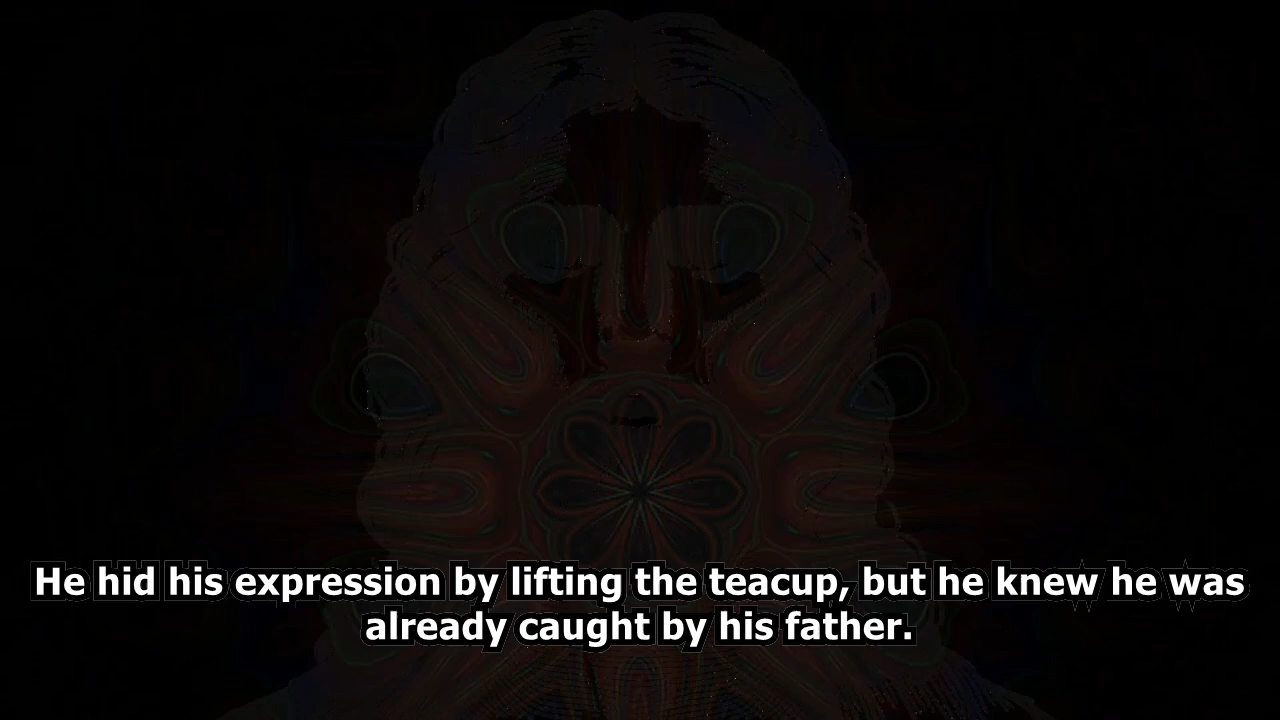 He hid his expression by lifting the teacup, but he knew he was
already caught by his father.